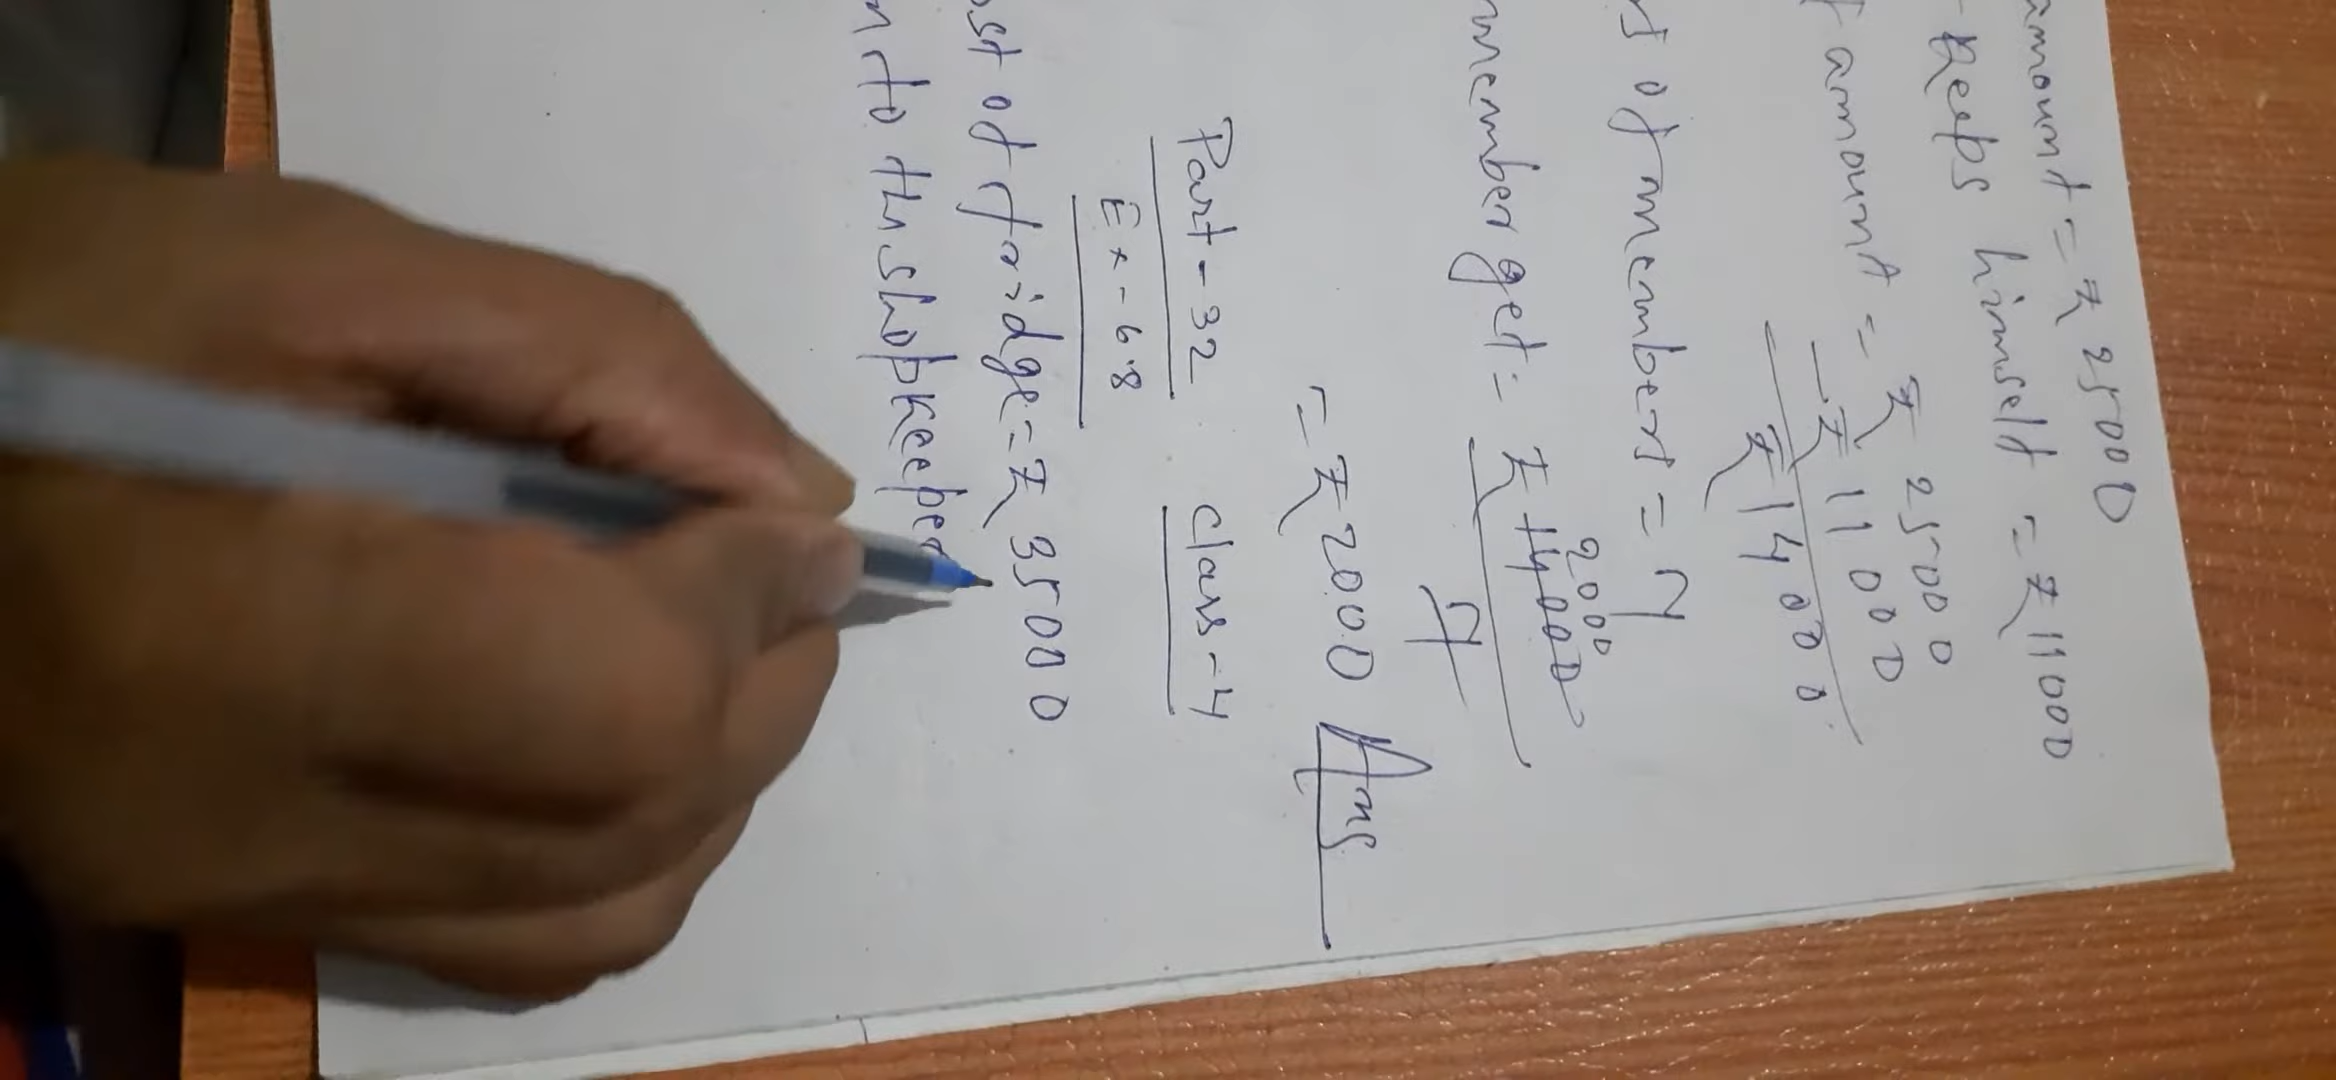 amount = ₹ 25000
- Keeps himself = ₹ 11000
amount = ₹ 25000
- ₹ 11000
₹ 14000
of members = 7
member get = ₹ 14000
2000
7
= ₹ 2000 Ans
Part - 32 Class - 4
Ex - 6.8
of fridge = ₹ 35000
to the shopkeeper